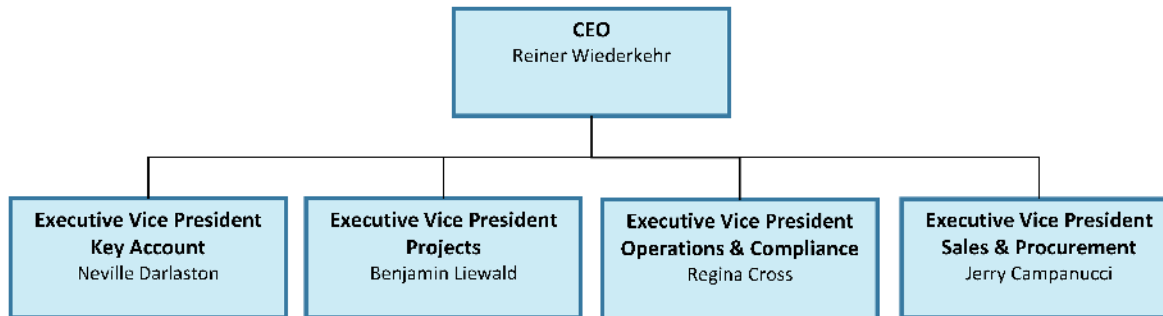 CEO
Reiner Wiederkehr
Executive Vice President
Key Account
Neville Darlaston
Executive Vice President
Projects
Benjamin Liewald
Executive Vice President
Operations & Compliance
Regina Cross
Executive Vice President
Sales & Procurement
Jerry Campanucci